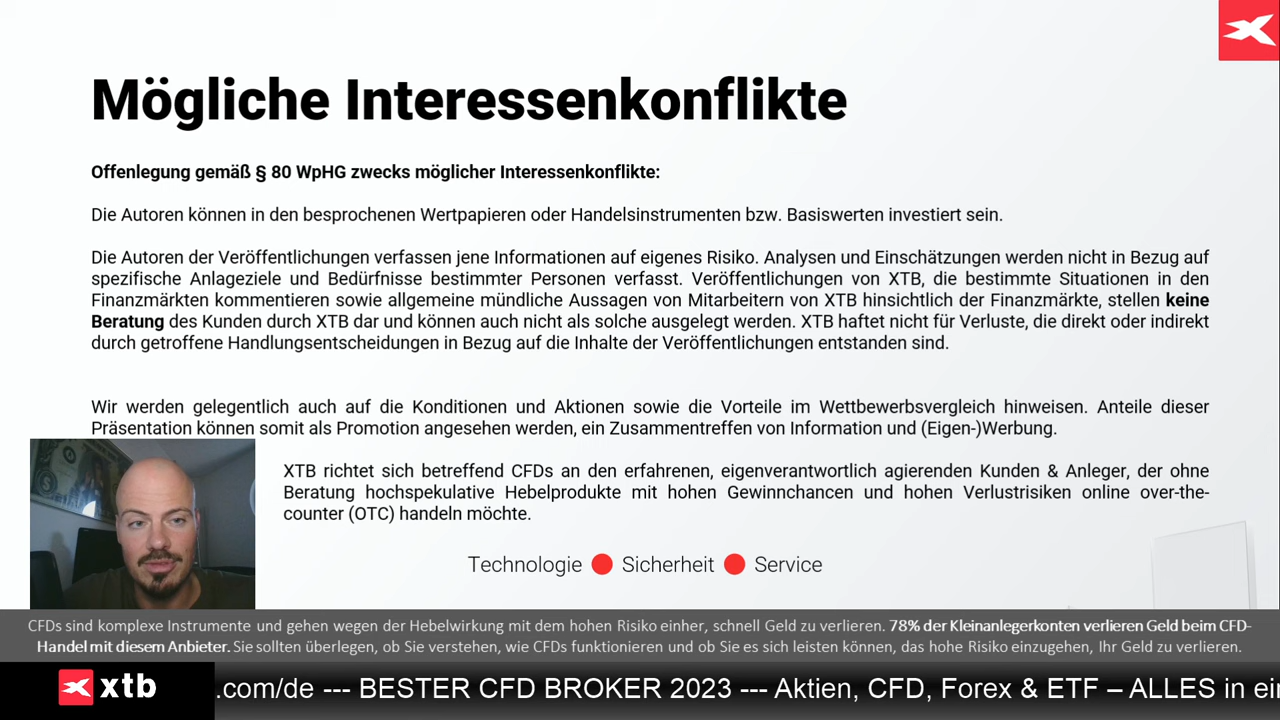 Mögliche Interessenkonflikte
Offenlegung gemäß § 80 WpHG zwecks möglicher Interessenkonflikte:
Die Autoren können in den besprochenen Wertpapieren oder Handelsinstrumenten bzw. Basiswerten investiert sein.
Die Autoren der Veröffentlichungen verfassen jene Informationen auf eigenes Risiko. Analysen und Einschätzungen werden nicht in Bezug auf
spezifische Anlageziele und Bedürfnisse bestimmter Personen verfasst. Veröffentlichungen von XTB, die bestimmte Situationen in den
Finanzmärkten kommentieren sowie allgemeine mündliche Aussagen von Mitarbeitern von XTB hinsichtlich der Finanzmärkte, stellen keine
Beratung des Kunden durch XTB dar und können auch nicht als solche ausgelegt werden. XTB haftet nicht für Verluste, die direkt oder indirekt
durch getroffene Handlungsentscheidungen in Bezug auf die Inhalte der Veröffentlichungen entstanden sind.
Wir werden gelegentlich auch auf die Konditionen und Aktionen sowie die Vorteile im Wettbewerbsvergleich hinweisen. Anteile dieser
Präsentation können somit als Promotion angesehen werden, ein Zusammentreffen von Information und (Eigen-)Werbung.
XTB richtet sich betreffend CFDs an den erfahrenen, eigenverantwortlich agierenden Kunden & Anleger, der ohne
Beratung hochspekulative Hebelprodukte mit hohen Gewinnchancen und hohen Verlustrisiken online over-the-
counter (OTC) handeln möchte.
Technologie Sicherheit Service
CFDs sind komplexe Instrumente und gehen wegen der Hebelwirkung mit dem hohen Risiko einher, schnell Geld zu verlieren. 78% der Kleinanlegerkonten verlieren Geld beim CFD-
Handel mit diesem Anbieter. Sie sollten überlegen, ob Sie verstehen, wie CFDs funktionieren und ob Sie es sich leisten können, das hohe Risiko einzugehen, Ihr Geld zu verlieren.
xtb .com/de --- BESTER CFD BROKER 2023 --- Aktien, CFD, Forex & ETF – ALLES in ei